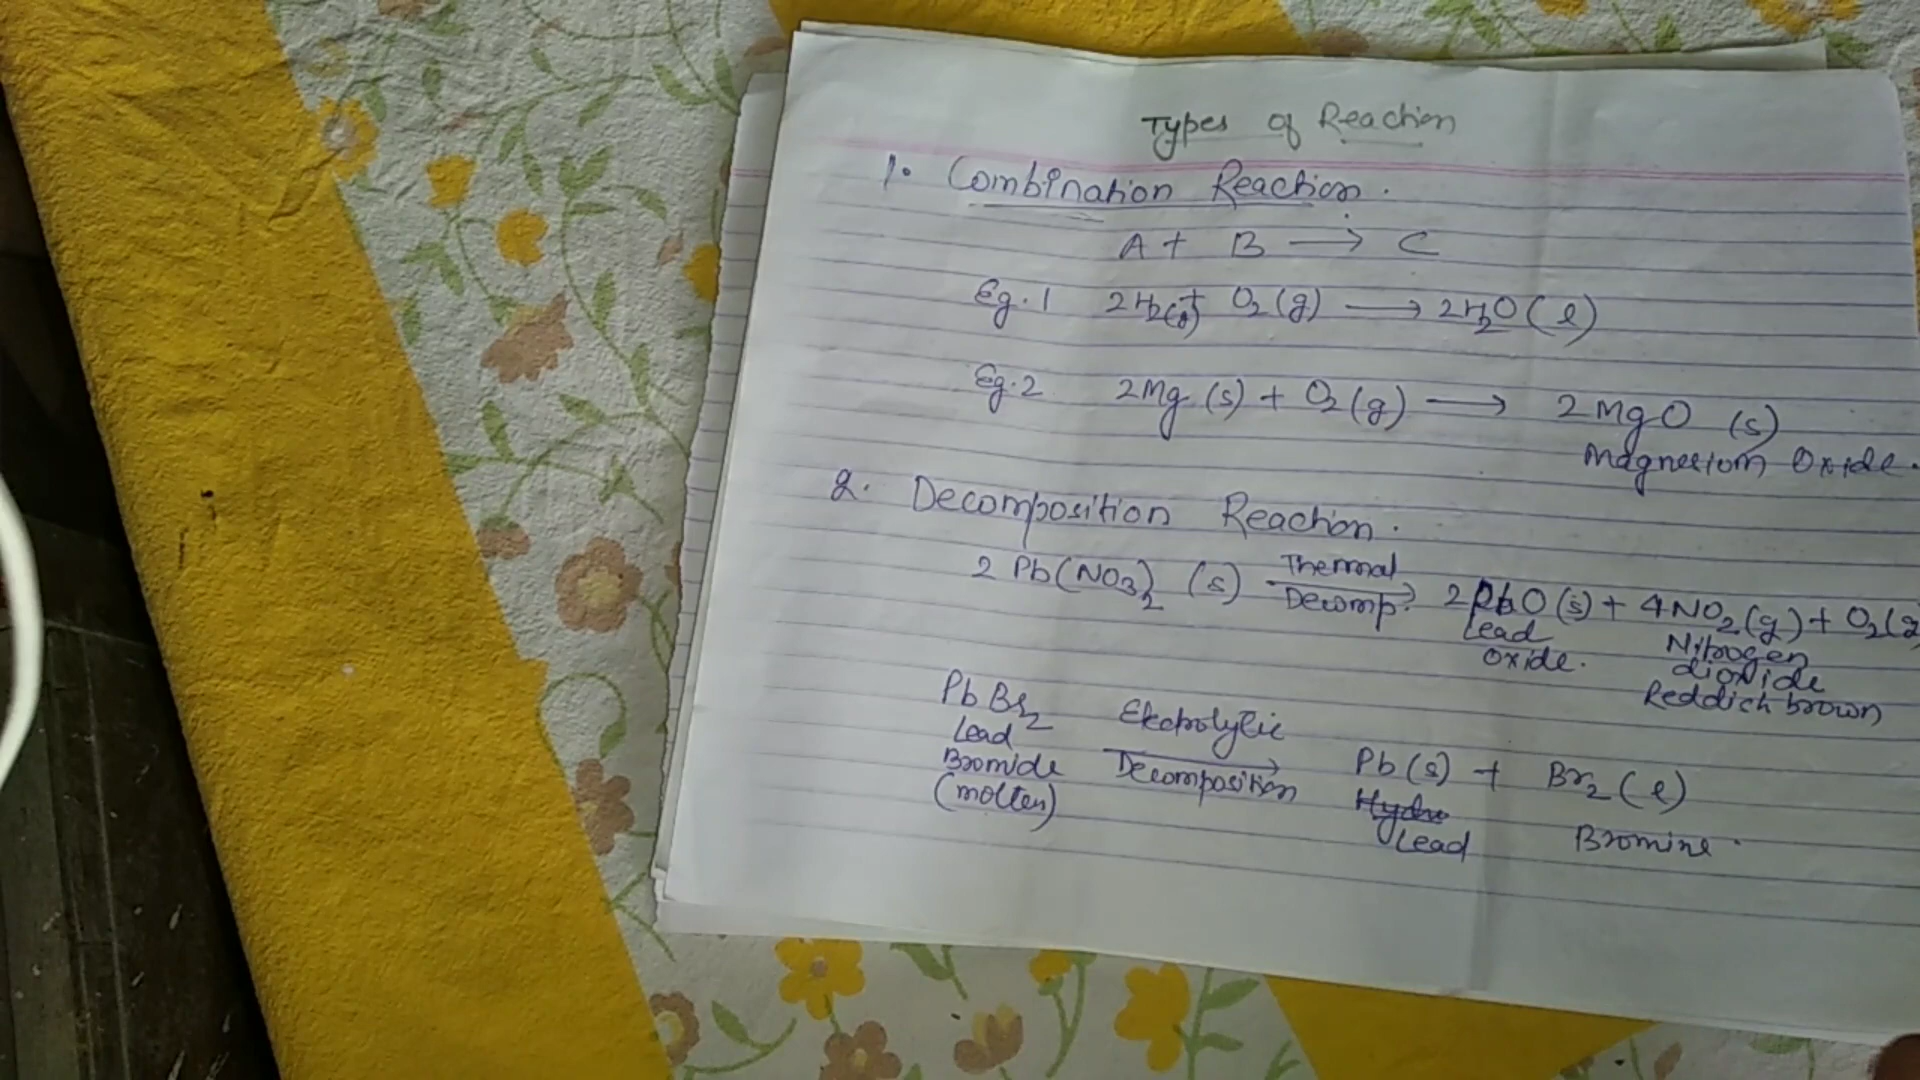 Types of Reaction
1. Combination Reaction.
A + B ⟶ C
Eg. 1 2H₂(g) + O₂(g) ⟶ 2H₂O(l)
Eg. 2 2Mg (s) + O₂(g) ⟶ 2MgO (s)
Magnesium Oxide.
2. Decomposition Reaction.
Thermal
2 Pb(NO₃)₂ (s) ⟶ 2PbO(s) + 4NO₂(g) + O₂(g)
Decomp.
Lead Nitrogen
oxide. dioxide
Reddich brown
PbBr₂ Electrolytic
Lead ⟶ Pb(s) + Br₂(l)
Bromide Decomposition Hydro
(molten) Lead Bromine.